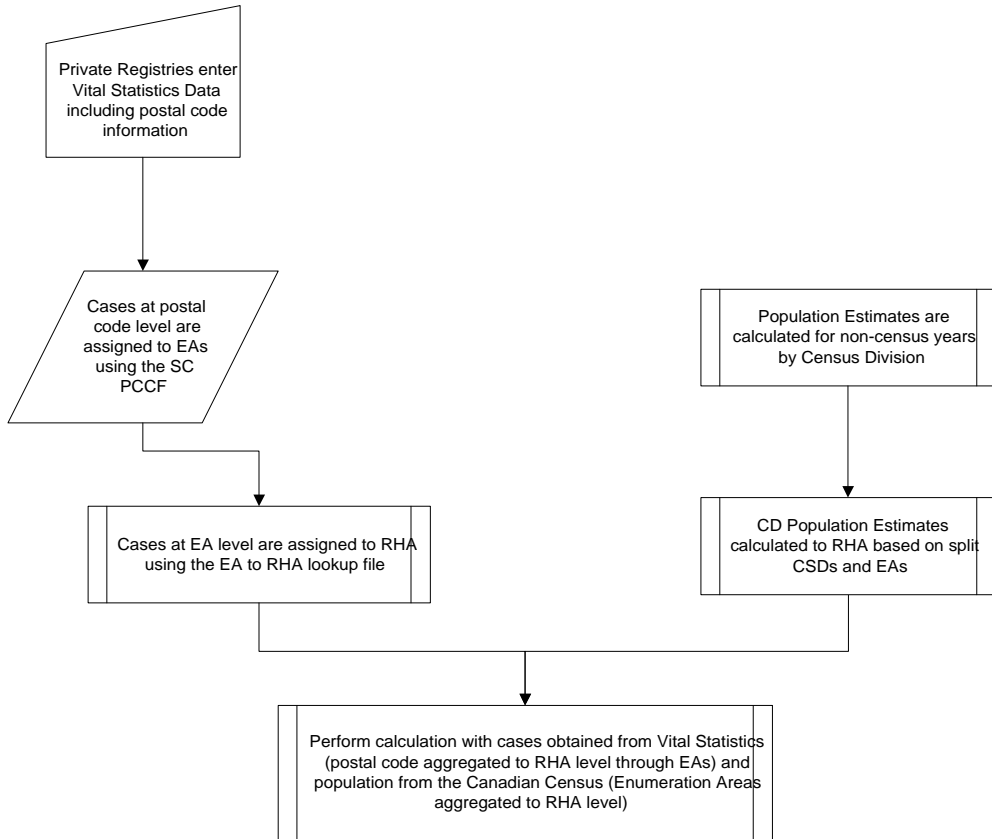 Private Registries enter
Vital Statistics Data
including postal code
information
Cases at postal
code level are
assigned to EAs
using the SC
PCCF
Population Estimates are
calculated for non-census years
by Census Division
Cases at EA level are assigned to RHA
using the EA to RHA lookup file
CD Population Estimates
calculated to RHA based on split
CSDs and EAs
Perform calculation with cases obtained from Vital Statistics
(postal code aggregated to RHA level through EAs) and
population from the Canadian Census (Enumeration Areas
aggregated to RHA level)